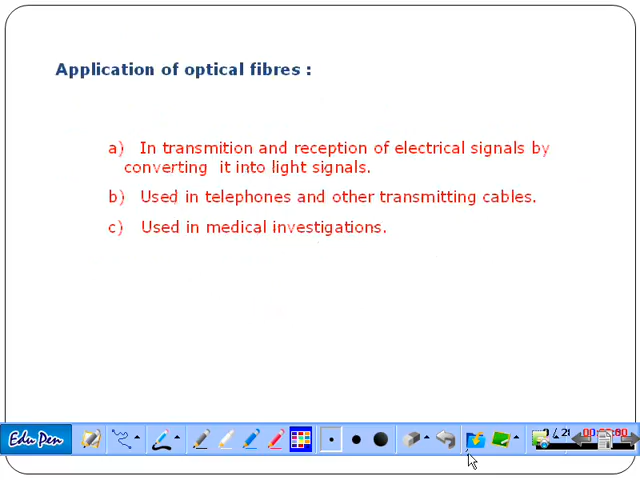 Application of optical fibres :
a) In transmition and reception of electrical signals by
converting it into light signals.
b) Used in telephones and other transmitting cables.
c) Used in medical investigations.
Edu Pen